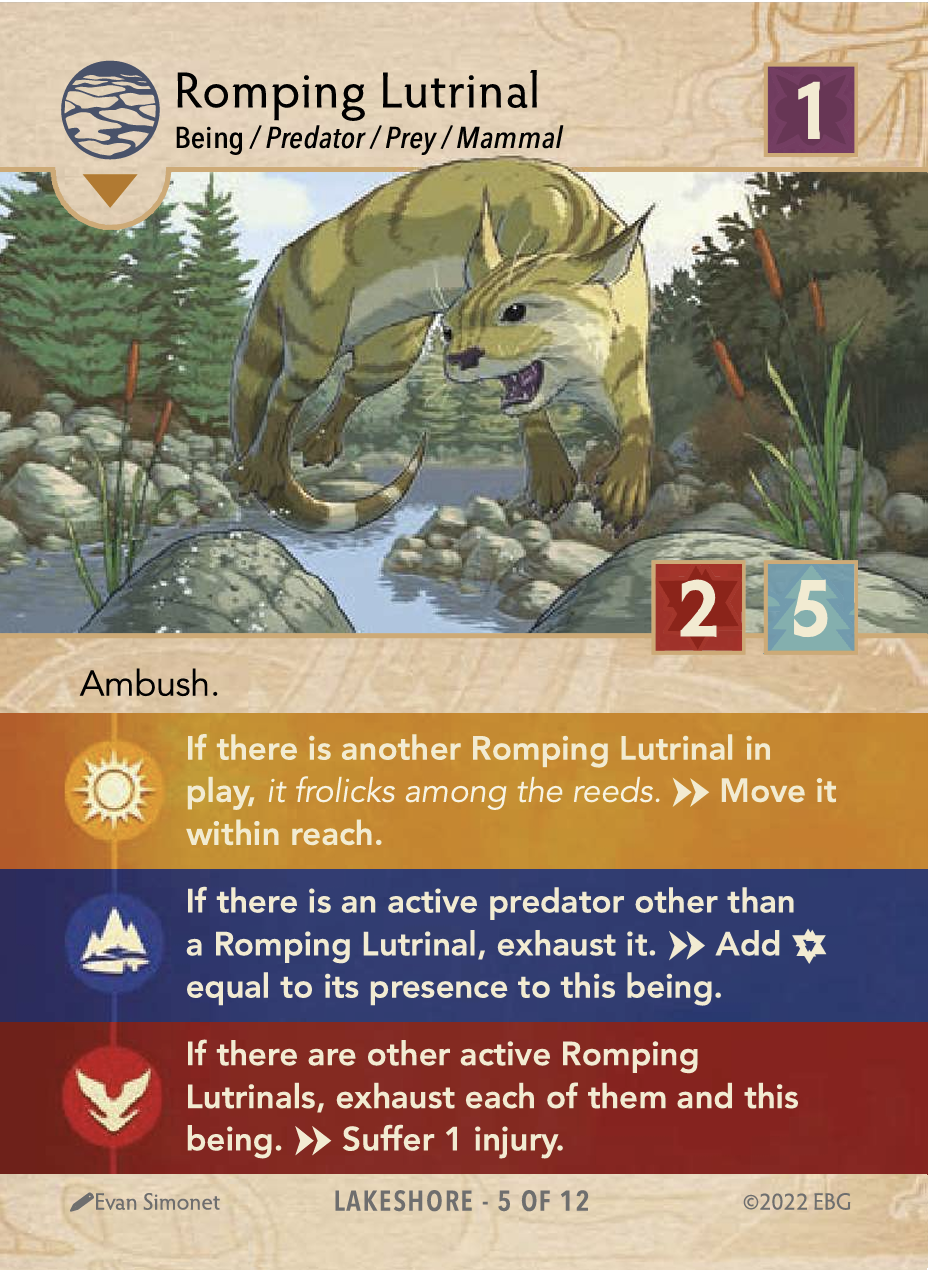 Romping Lutrinal
1
Being / Predator / Prey / Mammal
2 5
Ambush.
If there is another Romping Lutrinal in
play, it frolicks among the reeds. Move it
within reach.
If there is an active predator other than
a Romping Lutrinal, exhaust it. Add
equal to its presence to this being.
If there are other active Romping
Lutrinals, exhaust each of them and this
being. Suffer 1 injury.
Evan Simonet LAKESHORE - 5 OF 12 ©2022 EBG